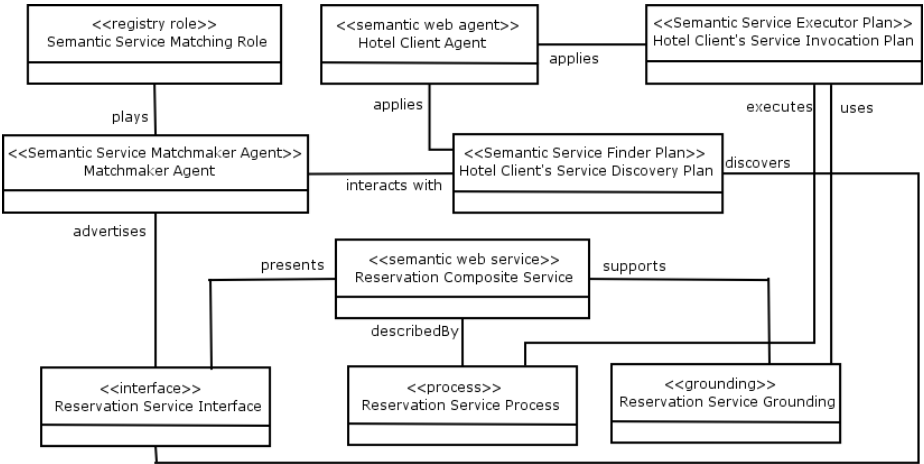 <<registry role>>
Semantic Service Matching Role
<<semantic web agent>>
Hotel Client Agent
<<Semantic Service Executor Plan>>
Hotel Client's Service Invocation Plan
applies
plays
applies
executes
uses
<<Semantic Service Matchmaker Agent>>
Matchmaker Agent
interacts with
<<Semantic Service Finder Plan>>
Hotel Client's Service Discovery Plan
discovers
advertises
presents
<<semantic web service>>
Reservation Composite Service
supports
describedBy
<<interface>>
Reservation Service Interface
<<process>>
Reservation Service Process
<<grounding>>
Reservation Service Grounding